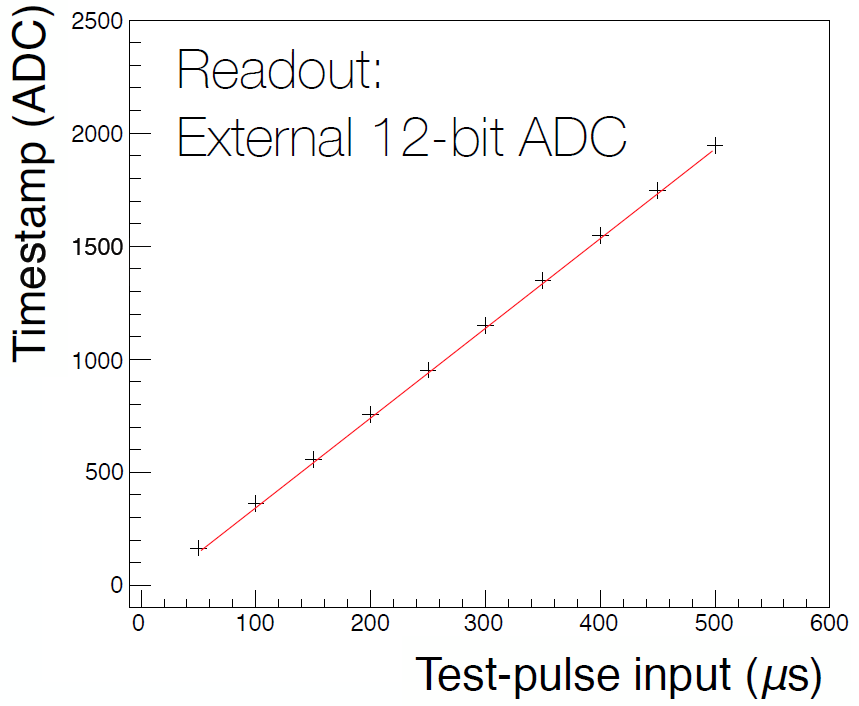 2500
Readout:
External 12-bit ADC
2000
1500
1000
500
0
Timestamp (ADC)
0 100 200 300 400 500 600
Test-pulse input (μs)